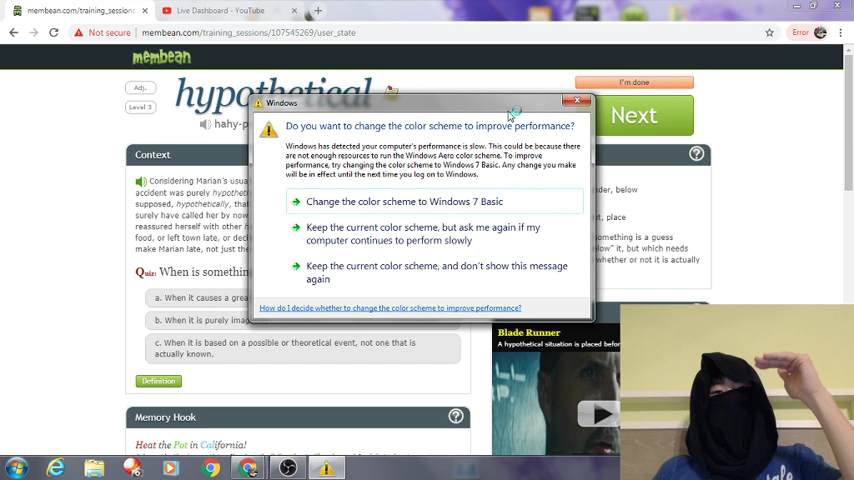 membean.com/training_sessions
Live Dashboard - YouTube
Not secure
membean.com/training_sessions/107545269/user_state
Error
membean
Adj.
Level 3
hypothetical
hahy-p
I'm done
Next
Windows
Do you want to change the color scheme to improve performance?
Windows has detected your computer's performance is slow. This could be because there
are not enough resources to run the Windows Aero color scheme. To improve
performance, try changing the color scheme to Windows 7 Basic. Any change you make
will be in effect until the next time you log on to Windows.
Change the color scheme to Windows 7 Basic
Keep the current color scheme, but ask me again if my
computer continues to perform slowly
Keep the current color scheme, and don't show this message
again
How do I decide whether to change the color scheme to improve performance?
Context
Considering Marian's usua
accident was purely hypothe
supposed, hypothetically, tha
surely have called her by now
reassured herself with other
food, or left town late, or deci
make Marian late, not just the
Quiz: When is somethin
a. When it causes a grea
b. When it is purely imag
c. When it is based on a possible or theoretical event, not one that is
actually known.
Definition
under, below
ut, place
omething is a guess
low" it, but which needs
whether or not it is actually
Memory Hook
Heat the Pot in California!
Blade Runner
A hypothetical situation is placed before